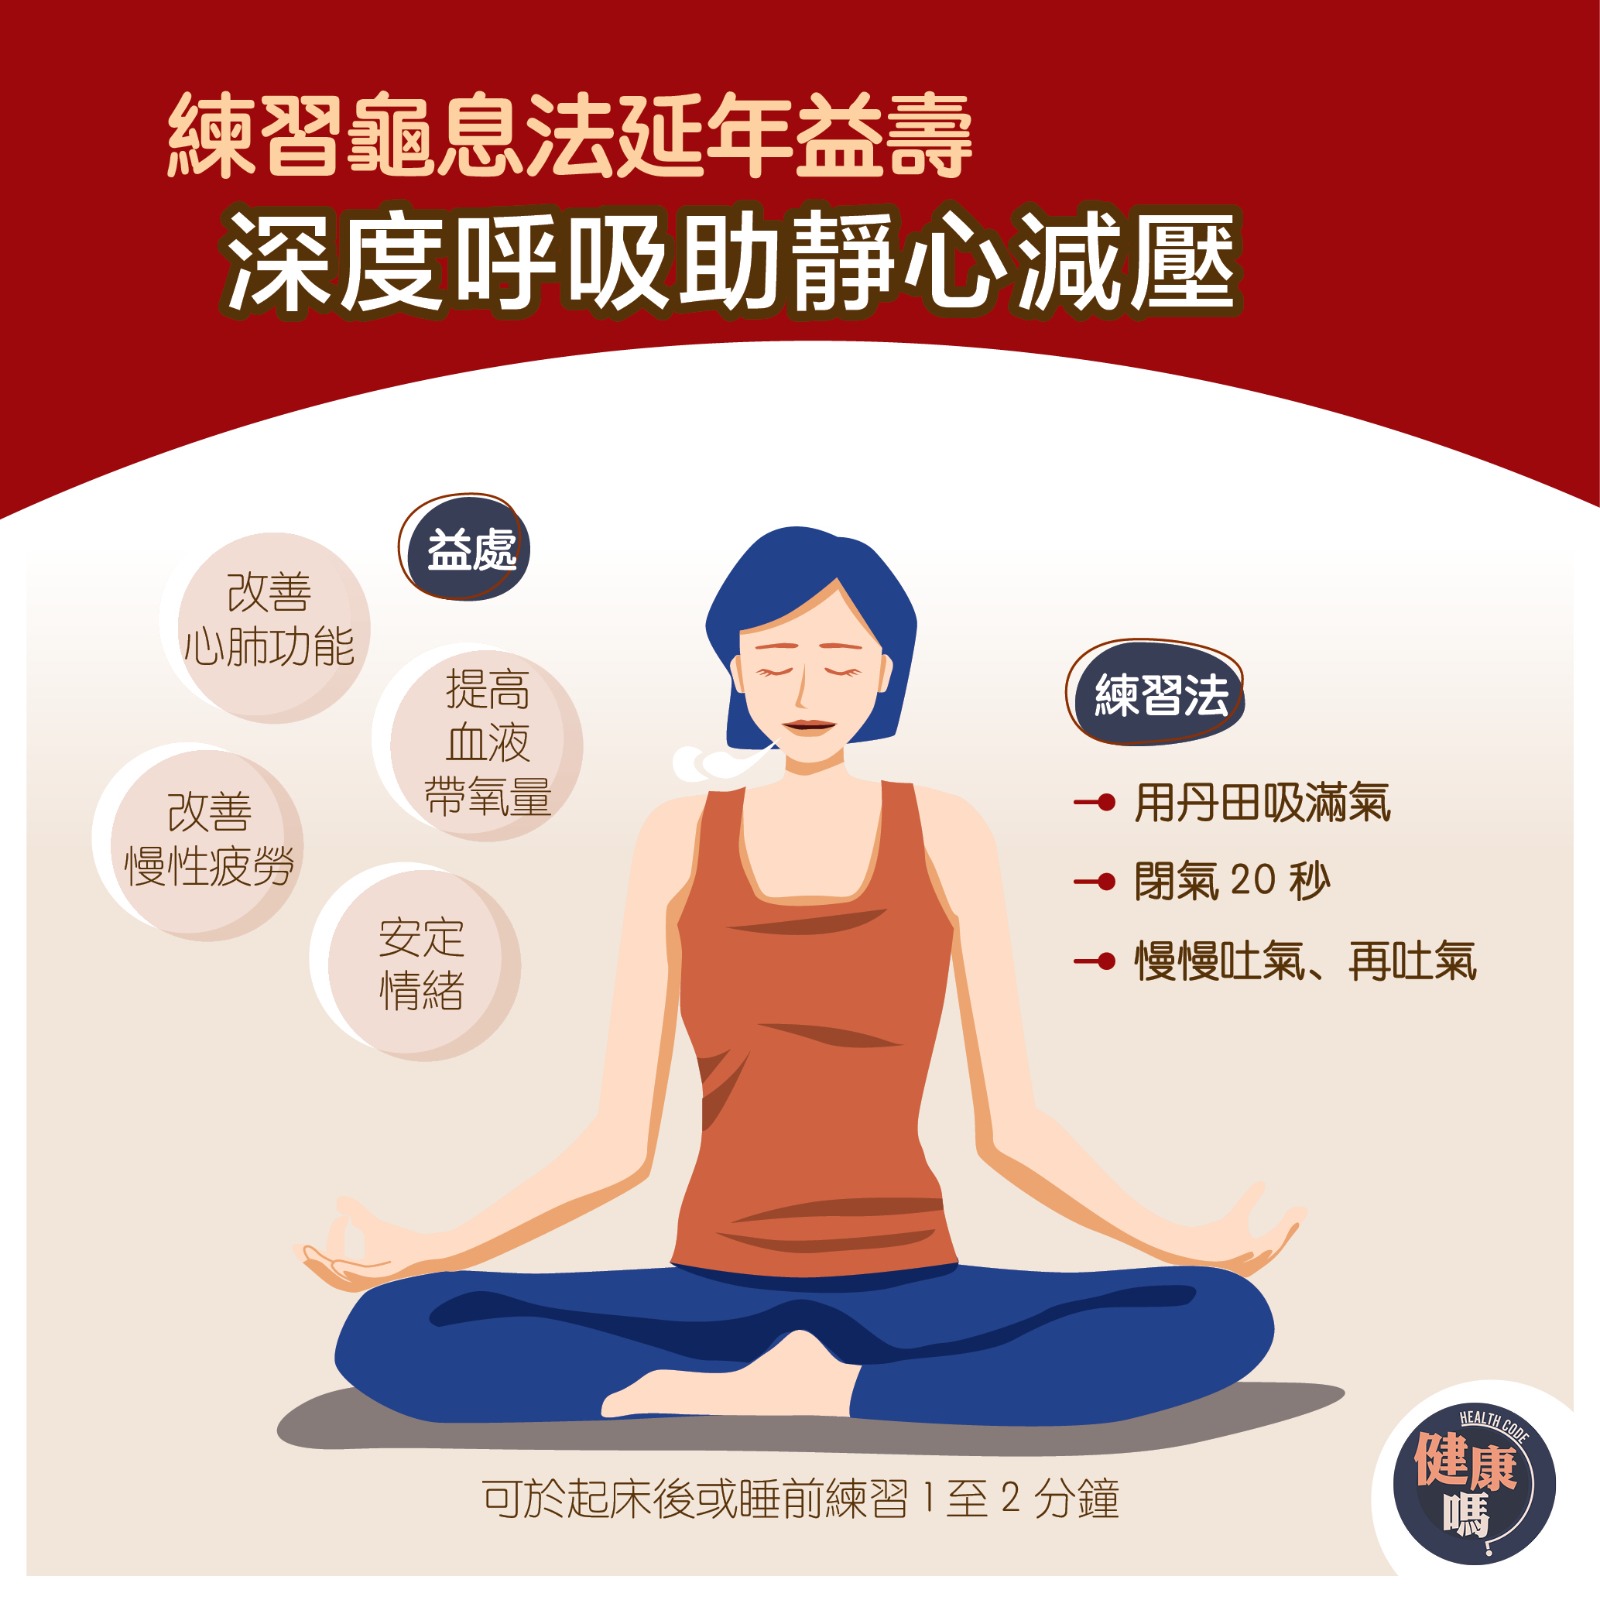 練習龜息法延年益壽
深度呼吸助靜心減壓
益處
改善
心肺功能
提高
血液
帶氧量
改善
慢性疲勞
安定
情緒
練習法
用丹田吸滿氣
閉氣 20 秒
慢慢吐氣、再吐氣
可於起床後或睡前練習 1 至 2 分鐘
HEALTH CODE
健康
嗎?